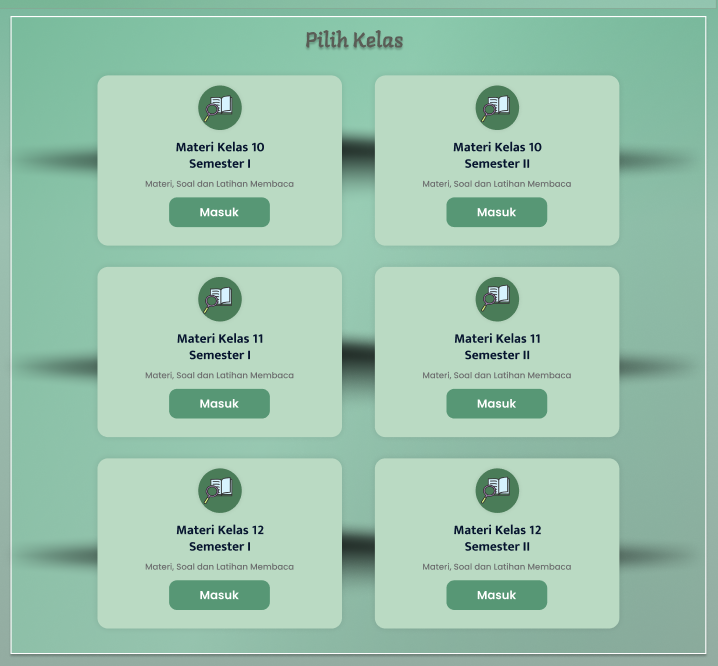 Pilih Kelas
Materi Kelas 10
Semester I
Materi, Soal dan Latihan Membaca
Masuk
Materi Kelas 10
Semester II
Materi, Soal dan Latihan Membaca
Masuk
Materi Kelas 11
Semester I
Materi, Soal dan Latihan Membaca
Masuk
Materi Kelas 11
Semester II
Materi, Soal dan Latihan Membaca
Masuk
Materi Kelas 12
Semester I
Materi, Soal dan Latihan Membaca
Masuk
Materi Kelas 12
Semester II
Materi, Soal dan Latihan Membaca
Masuk